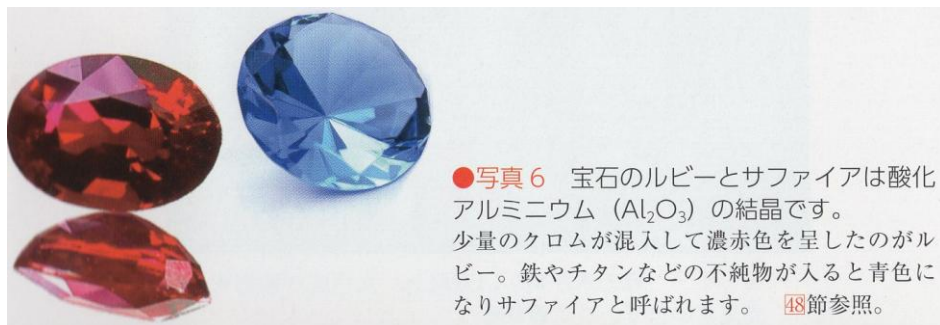 ●写真6 宝石のルビーとサファイアは酸化
アルミニウム（Al₂O₃）の結晶です。
少量のクロムが混入して濃赤色を呈したのがル
ビー。鉄やチタンなどの不純物が入ると青色に
なりサファイアと呼ばれます。 48節参照。